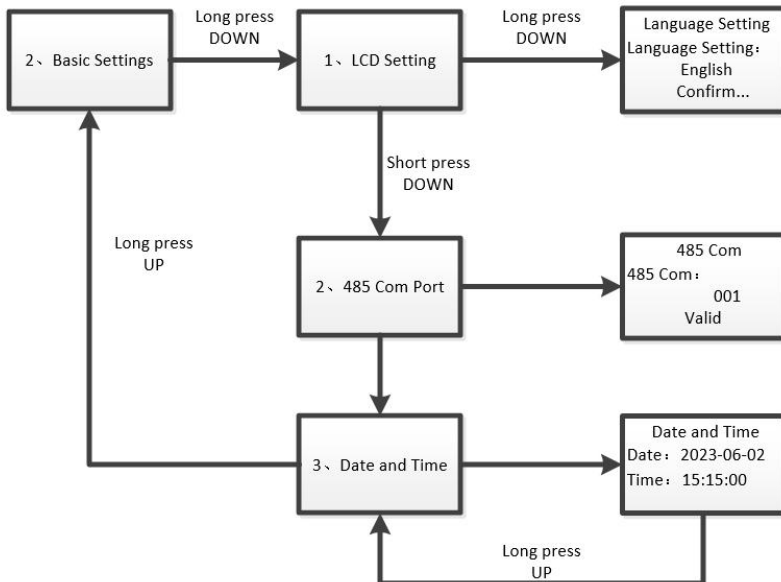 Long press
DOWN
Long press
DOWN
2、Basic Settings
1、LCD Setting
Language Setting
Language Setting：
English
Confirm...
Short press
DOWN
Long press
UP
2、485 Com Port
485 Com
485 Com：
001
Valid
3、Date and Time
Date and Time
Date：2023-06-02
Time：15:15:00
Long press
UP